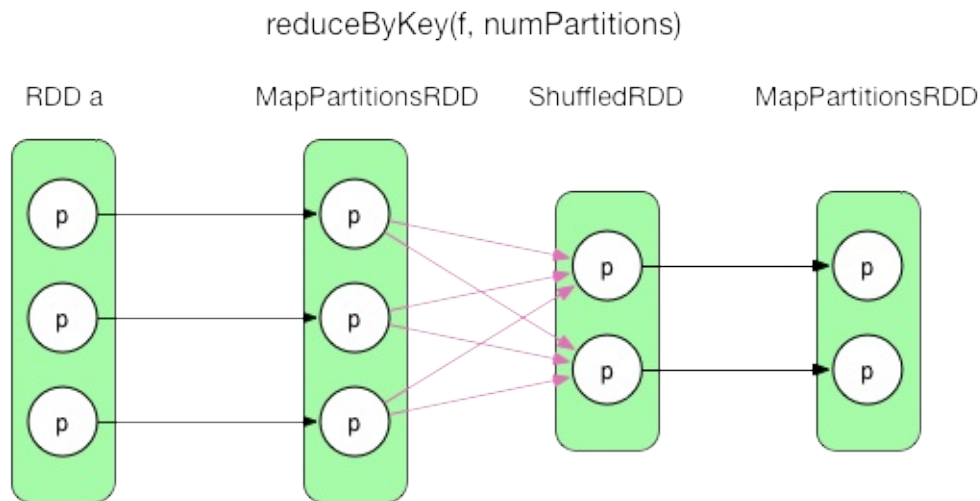 reduceByKey(f, numPartitions)
RDD a MapPartitionsRDD ShuffledRDD MapPartitionsRDD
p p
p p
p p
p p
p p